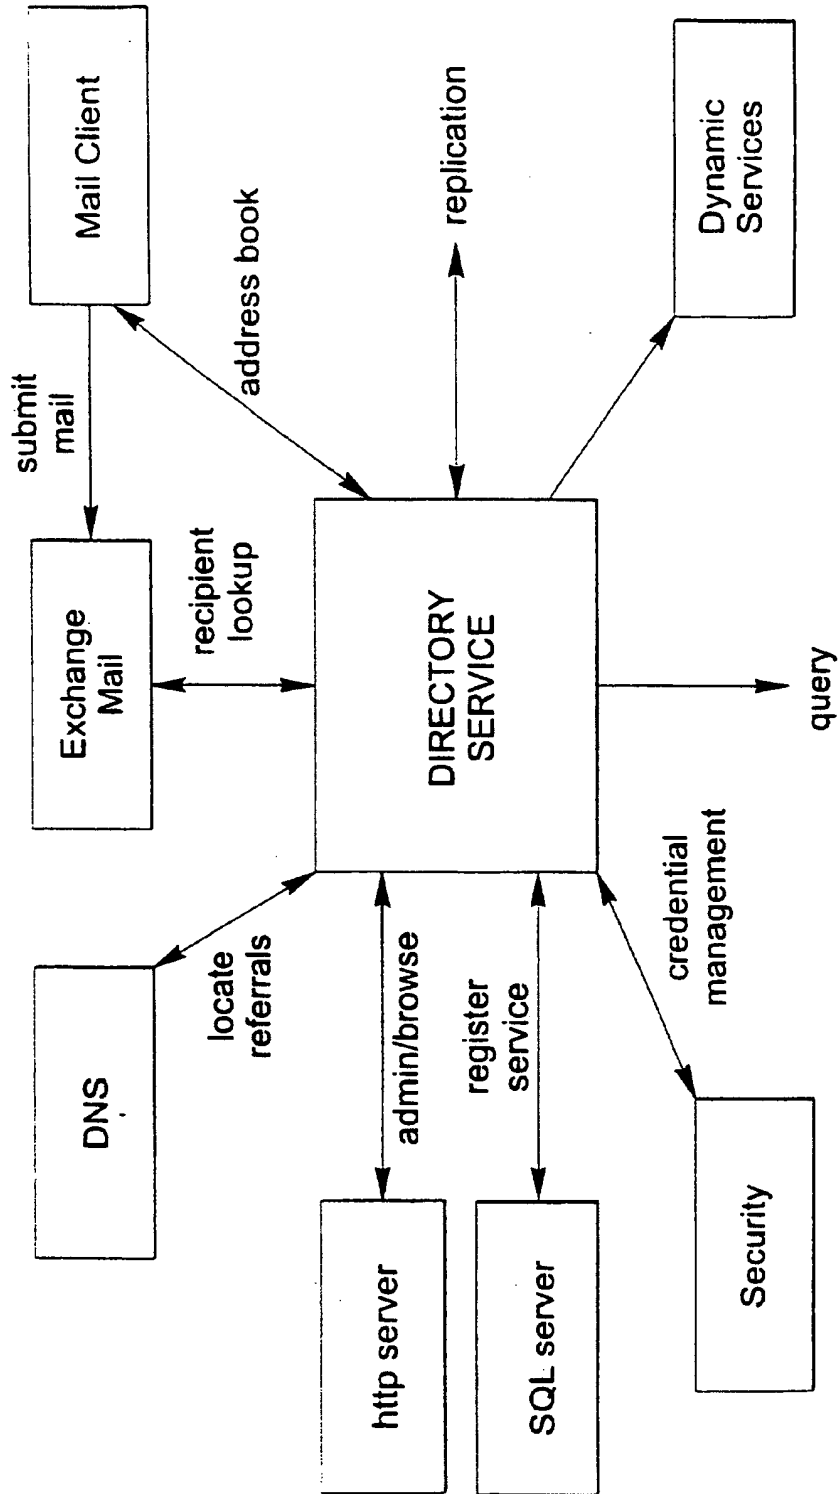 DNS
Exchange
Mail
submit
mail
Mail Client
locate
referrals
recipient
lookup
address book
http server
admin/browse
DIRECTORY
SERVICE
replication
SQL server
register
service
Security
credential
management
query
Dynamic
Services